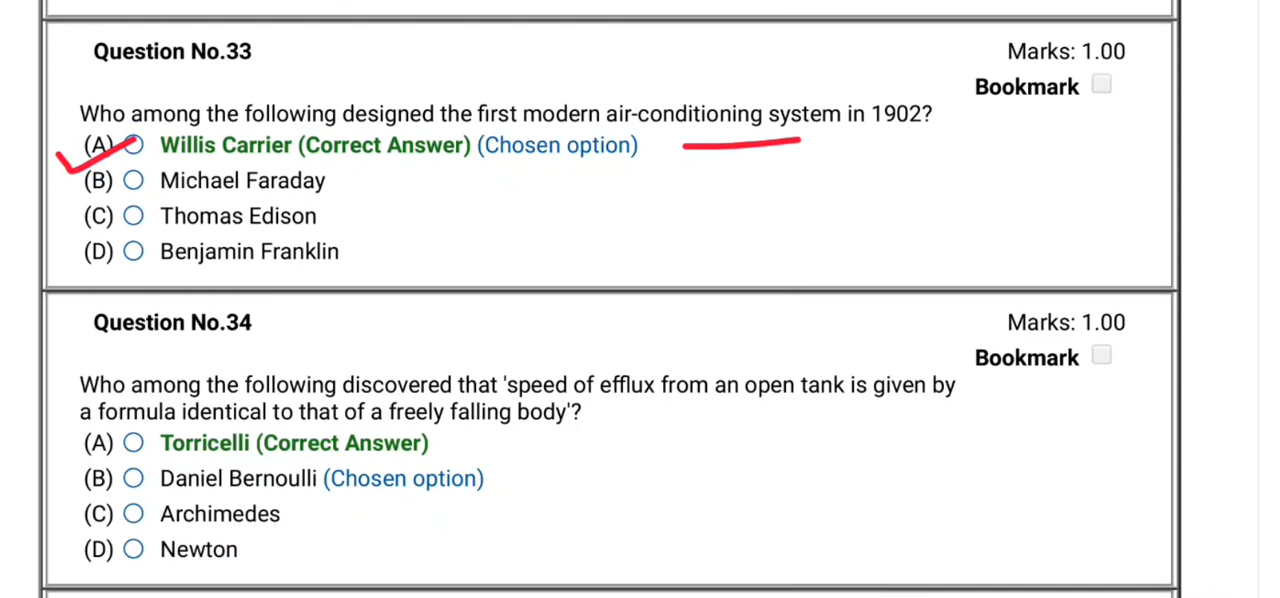 Question No.33
Marks: 1.00
Bookmark
Who among the following designed the first modern air-conditioning system in 1902?
(A) Willis Carrier (Correct Answer) (Chosen option)
(B) Michael Faraday
(C) Thomas Edison
(D) Benjamin Franklin
Question No.34
Marks: 1.00
Bookmark
Who among the following discovered that 'speed of efflux from an open tank is given by
a formula identical to that of a freely falling body'?
(A) Torricelli (Correct Answer)
(B) Daniel Bernoulli (Chosen option)
(C) Archimedes
(D) Newton